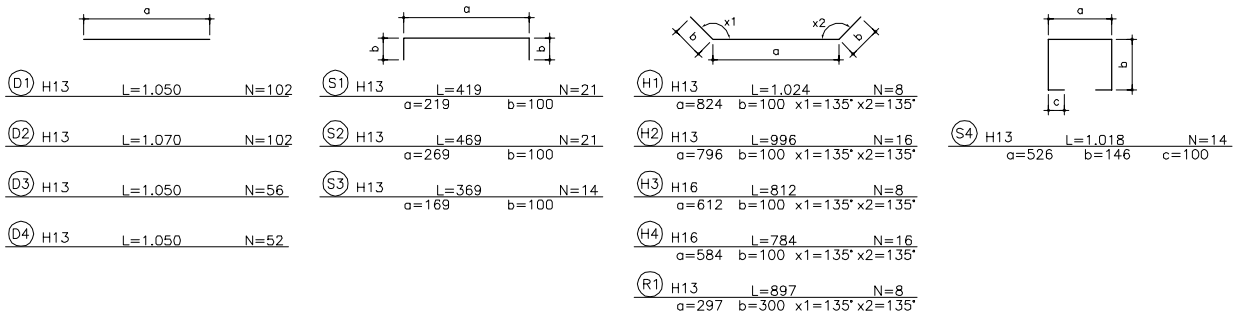 a
D1 H13 L=1.050 N=102
D2 H13 L=1.070 N=102
D3 H13 L=1.050 N=56
D4 H13 L=1.050 N=52
a
b b
S1 H13 L=419 N=21
a=219 b=100
S2 H13 L=469 N=21
a=269 b=100
S3 H13 L=369 N=14
a=169 b=100
x1 x2
b b
a
H1 H13 L=1.024 N=8
a=824 b=100 x1=135° x2=135°
H2 H13 L=996 N=16
a=796 b=100 x1=135° x2=135°
H3 H16 L=812 N=8
a=612 b=100 x1=135° x2=135°
H4 H16 L=784 N=16
a=584 b=100 x1=135° x2=135°
R1 H13 L=897 N=8
a=297 b=300 x1=135° x2=135°
a
b
c
S4 H13 L=1.018 N=14
a=526 b=146 c=100